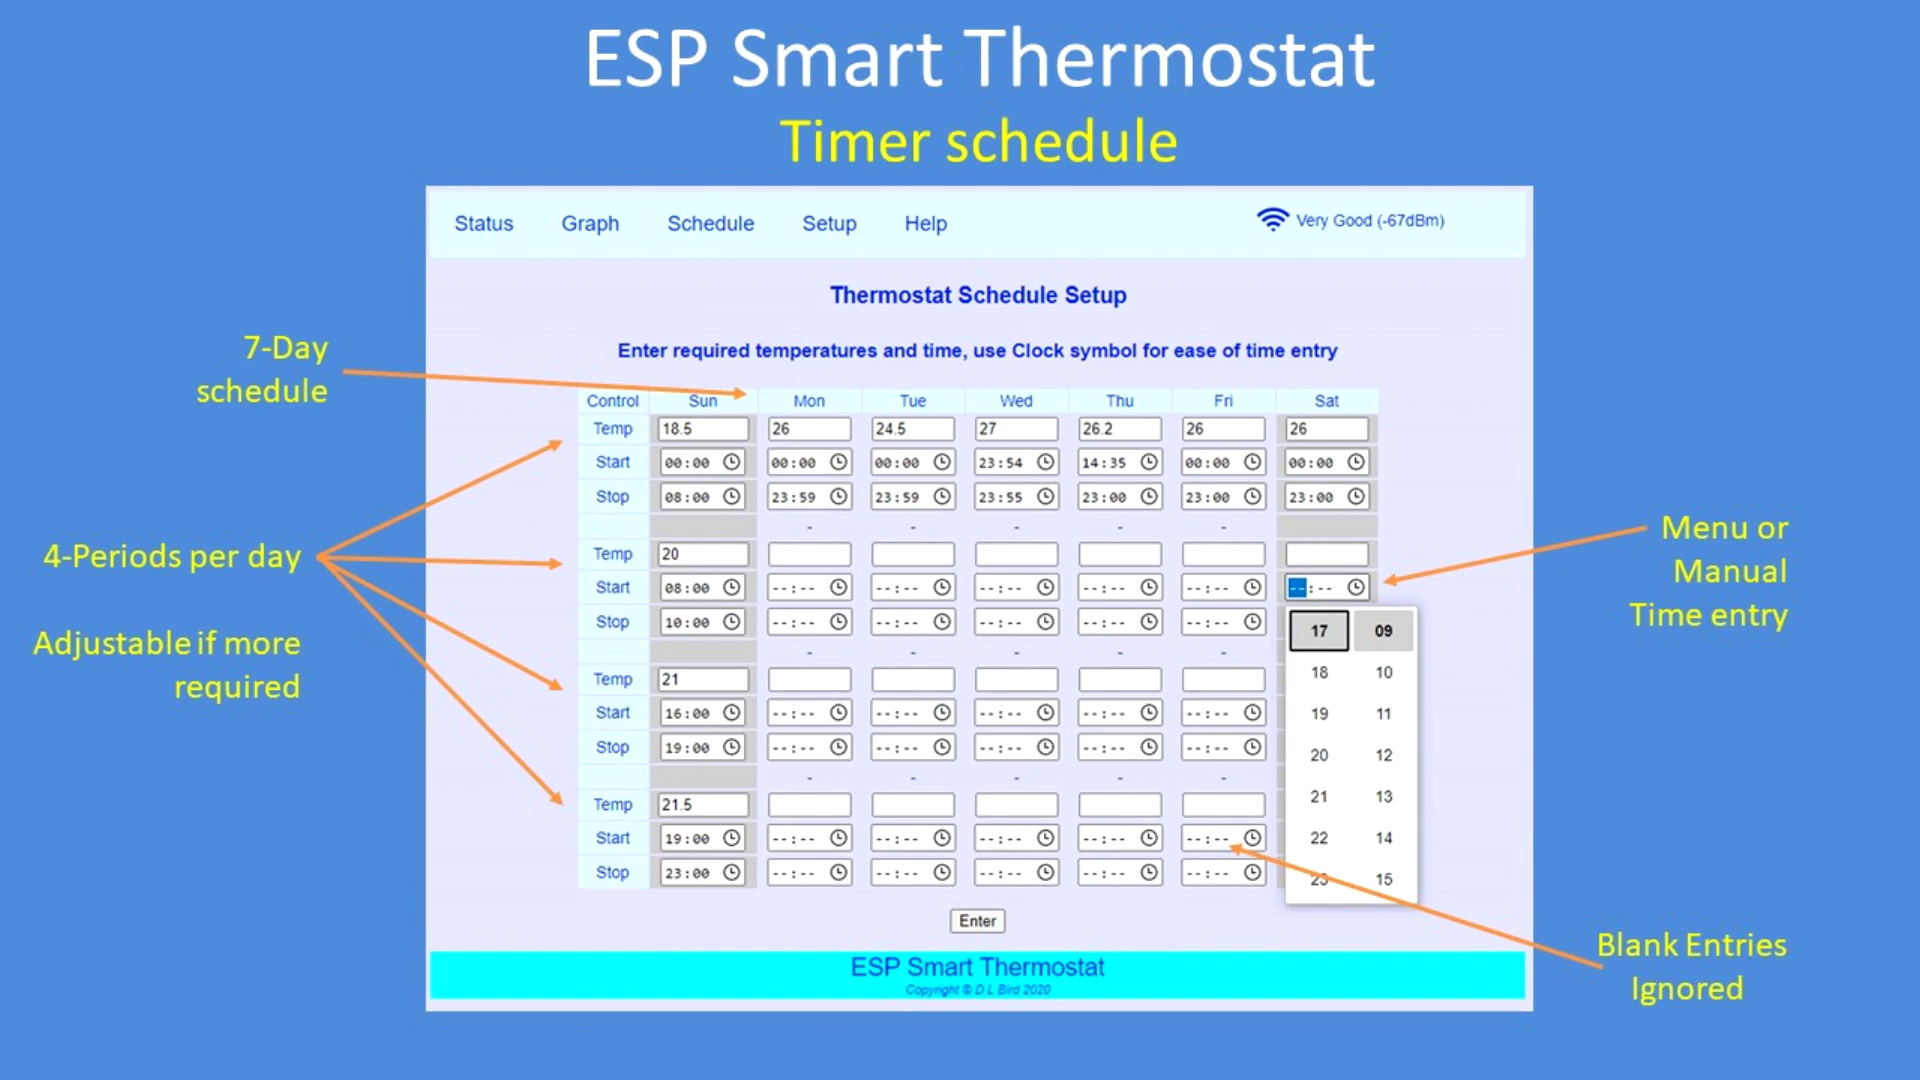 ESP Smart Thermostat
Timer schedule
Status Graph Schedule Setup Help Very Good (-67dBm)
Thermostat Schedule Setup
Enter required temperatures and time, use Clock symbol for ease of time entry
7-Day
schedule
Control Sun Mon Tue Wed Thu Fri Sat
Temp 18.5 26 24.5 27 26.2 26 26
Start 00:00 00:00 00:00 23:54 14:35 00:00 00:00
Stop 08:00 23:59 23:59 23:55 23:00 23:00 23:00
- - - - -
Temp 20
Start 08:00 --:-- --:-- --:-- --:-- --:-- --:--
Stop 10:00 --:-- --:-- --:-- --:-- --:--
- - - - -
Temp 21
Start 16:00 --:-- --:-- --:-- --:-- --:--
Stop 19:00 --:-- --:-- --:-- --:-- --:--
- - - - -
Temp 21.5
Start 19:00 --:-- --:-- --:-- --:-- --:--
Stop 23:00 --:-- --:-- --:-- --:-- --:--
17 09
18 10
19 11
20 12
21 13
22 14
23 15
Enter
4-Periods per day
Adjustable if more
required
Menu or
Manual
Time entry
Blank Entries
Ignored
ESP Smart Thermostat
Copyright © D L Bird 2020